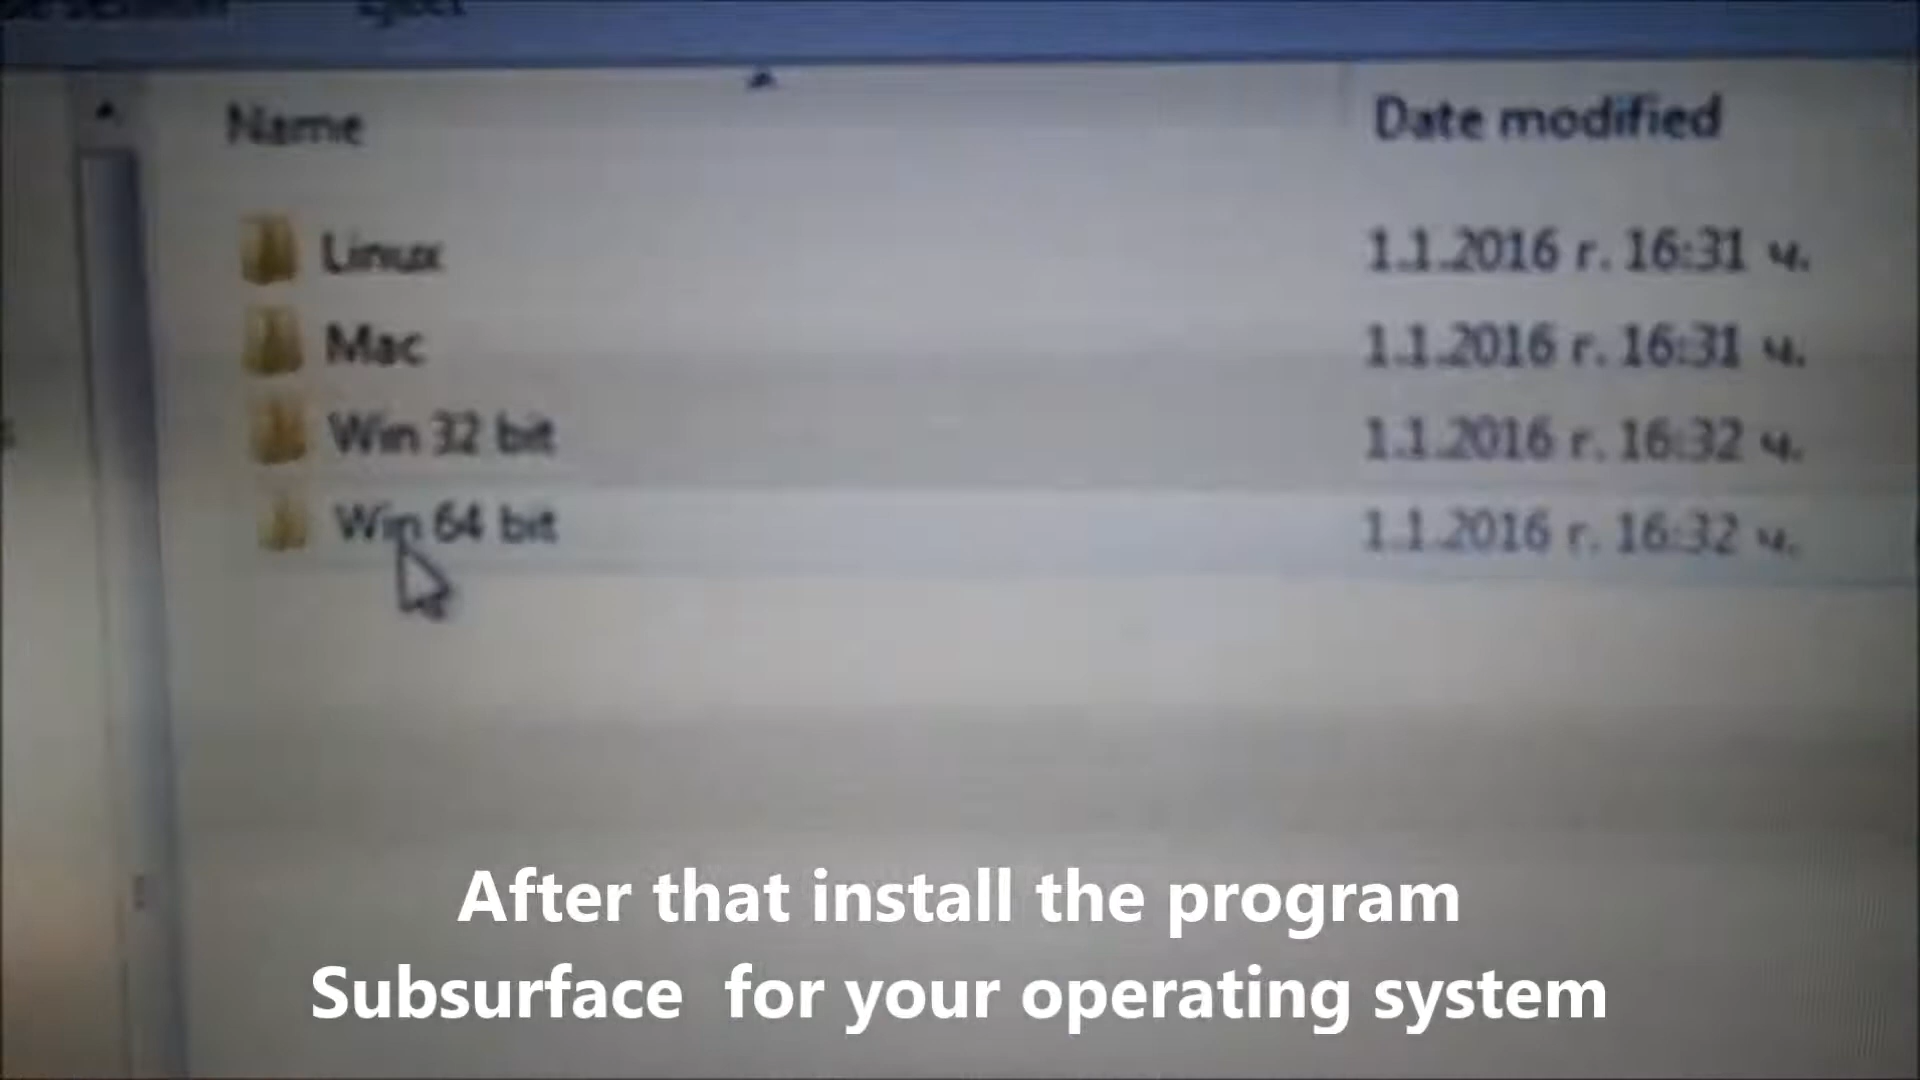 Name Date modified
Linux 1.1.2016 г. 16:31 ч.
Mac 1.1.2016 г. 16:31 ч.
Win 32 bit 1.1.2016 г. 16:32 ч.
Win 64 bit 1.1.2016 г. 16:32 ч.
After that install the program
Subsurface for your operating system